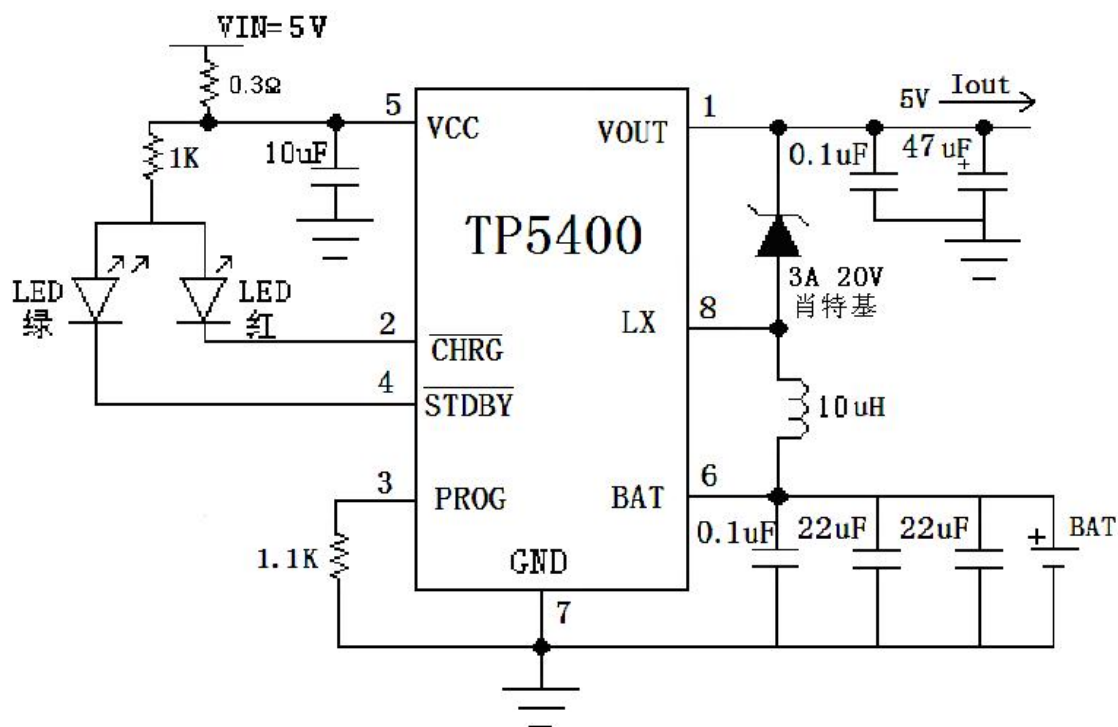 VIN=5V
0.3Ω
1K
10uF
5
VCC
VOUT
1
5V
Iout
0.1uF
47uF
+
TP5400
LED
绿
LED
红
3A 20V
肖特基
2
CHRG
LX
8
4
STDBY
10uH
3
PROG
BAT
6
1.1K
GND
7
0.1uF
22uF
22uF
+
BAT